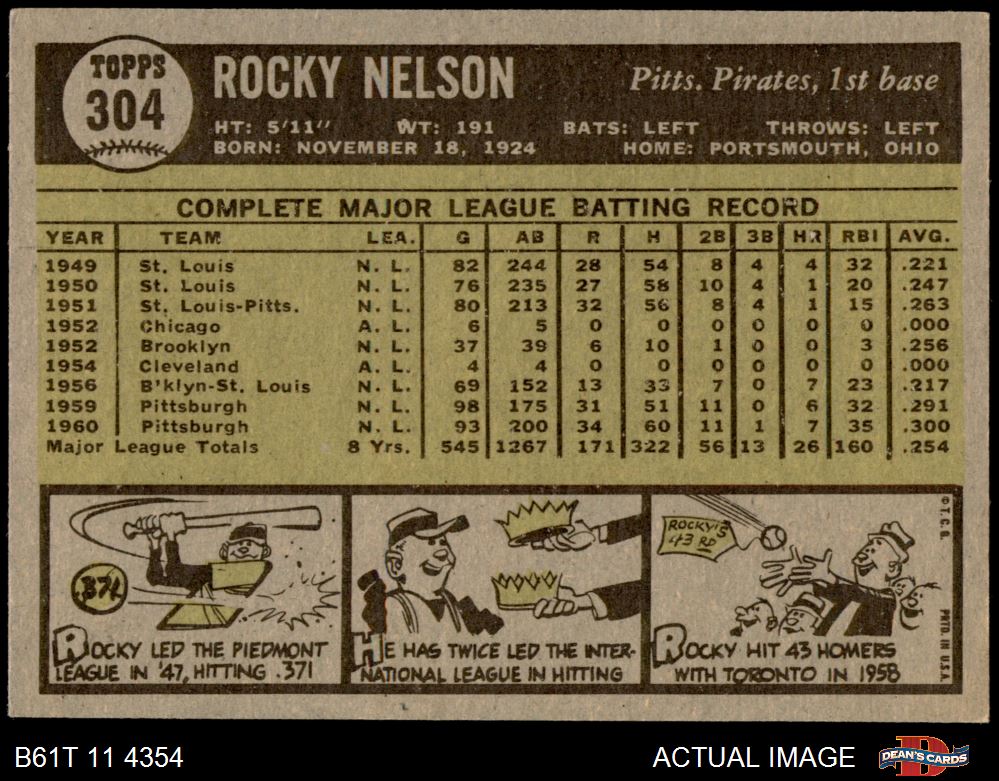 TOPPS
304
ROCKY NELSON
Pitts. Pirates, 1st base
HT: 5'11" WT: 191 BATS: LEFT THROWS: LEFT
BORN: NOVEMBER 18, 1924 HOME: PORTSMOUTH, OHIO
COMPLETE MAJOR LEAGUE BATTING RECORD
YEAR TEAM LEA. G AB R H 2B 3B HR RBI AVG.
1949 St. Louis N. L. 82 244 28 54 8 4 4 32 .221
1950 St. Louis N. L. 76 235 27 58 10 4 1 20 .247
1951 St. Louis-Pitts. N. L. 80 213 32 56 8 4 1 15 .263
1952 Chicago A. L. 6 5 0 0 0 0 0 0 .000
1952 Brooklyn N. L. 37 39 6 10 1 0 0 3 .256
1954 Cleveland A. L. 4 4 0 0 0 0 0 0 .000
1956 B'klyn-St. Louis N. L. 69 152 13 33 7 0 7 23 .217
1959 Pittsburgh N. L. 98 175 31 51 11 0 6 32 .291
1960 Pittsburgh N. L. 93 200 34 60 11 1 7 35 .300
Major League Totals 8 Yrs. 545 1267 171 322 56 13 26 160 .254
.371
ROCKY LED THE PIEDMONT
LEAGUE IN '47, HITTING .371
HE HAS TWICE LED THE INTER-
NATIONAL LEAGUE IN HITTING
ROCKY'S
43 RD
ROCKY HIT 43 HOMERS
WITH TORONTO IN 1958
© T.C.G.
PRTD. IN U.S.A.
B61T 11 4354
ACTUAL IMAGE
DEAN'S CARDS